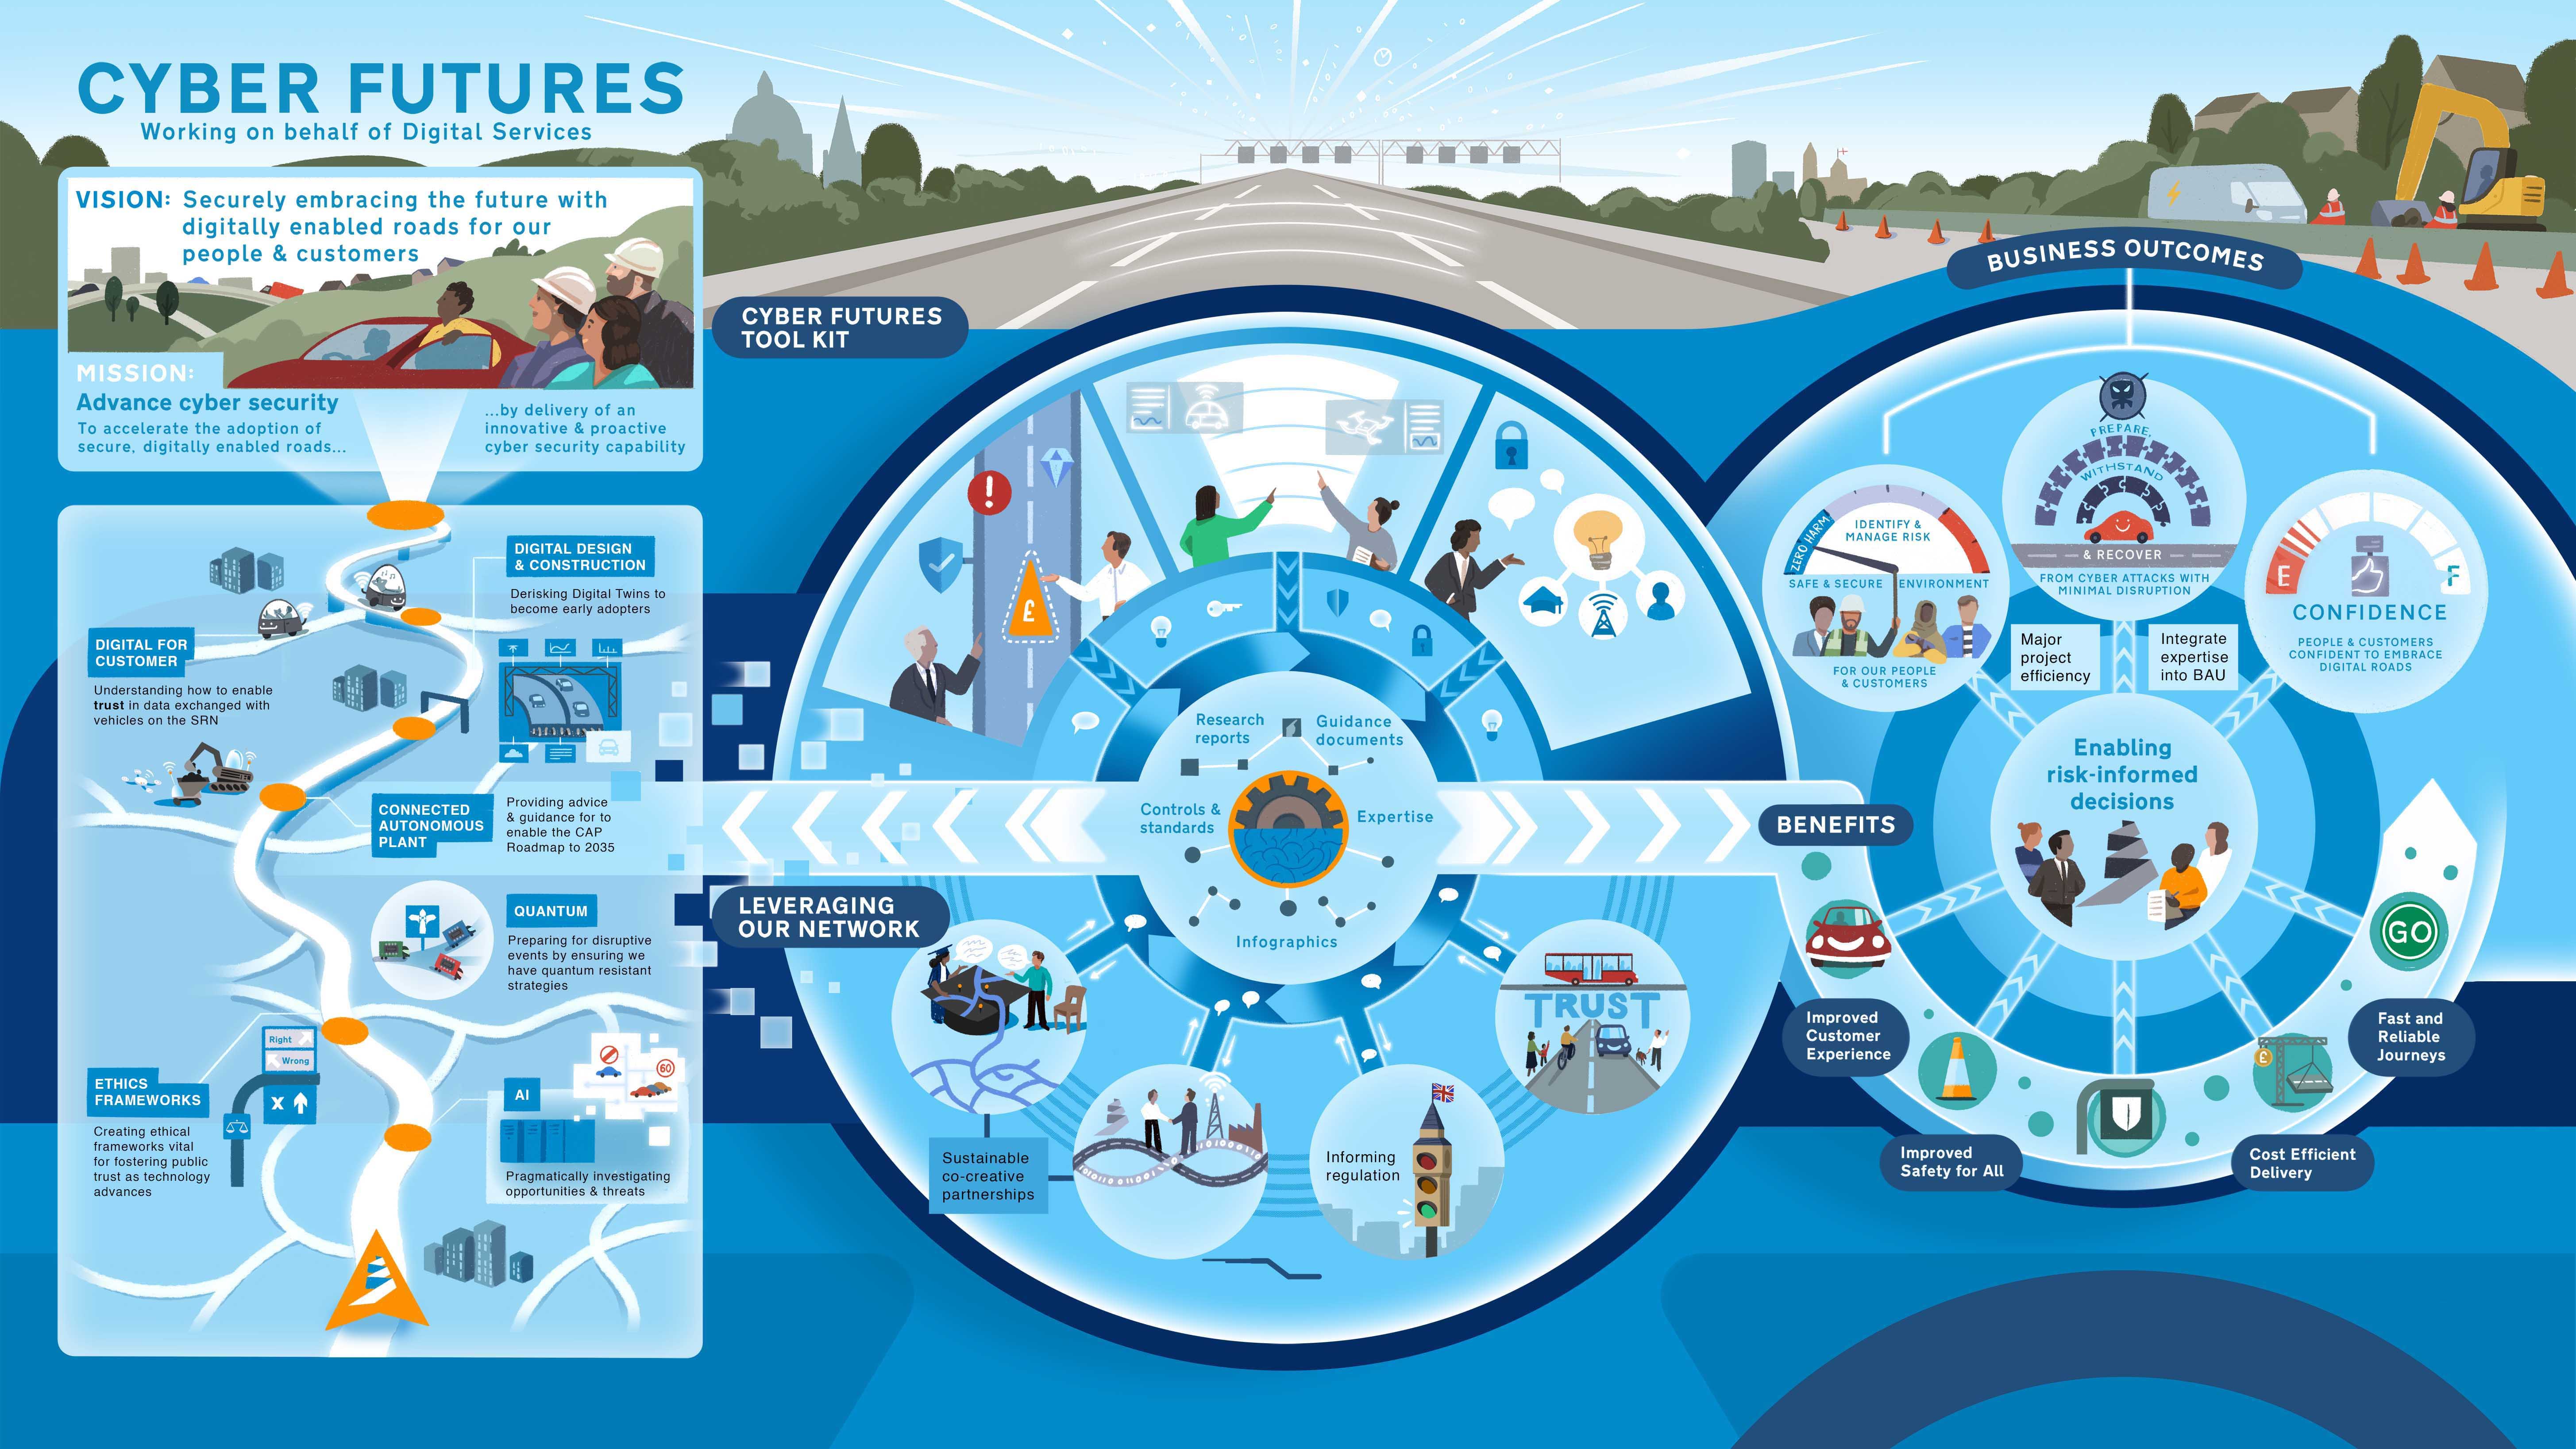 CYBER FUTURES
Working on behalf of Digital Services
VISION: Securely embracing the future with
digitally enabled roads for our
people & customers
MISSION:
Advance cyber security
To accelerate the adoption of
secure, digitally enabled roads...
...by delivery of an
innovative & proactive
cyber security capability
DIGITAL DESIGN
& CONSTRUCTION
Derisking Digital Twins to
become early adopters
DIGITAL FOR
CUSTOMER
Understanding how to enable
trust in data exchanged with
vehicles on the SRN
CONNECTED
AUTONOMOUS
PLANT
Providing advice
& guidance for to
enable the CAP
Roadmap to 2035
QUANTUM
Preparing for disruptive
events by ensuring we
have quantum resistant
strategies
Right
Wrong
X
ETHICS
FRAMEWORKS
Creating ethical
frameworks vital
for fostering public
trust as technology
advances
60
AI
Pragmatically investigating
opportunities & threats
CYBER FUTURES
TOOL KIT
!
£
Research
reports
Guidance
documents
Controls &
standards
Expertise
Infographics
LEVERAGING
OUR NETWORK
Sustainable
co-creative
partnerships
Informing
regulation
TRUST
BUSINESS OUTCOMES
ZERO HARM
IDENTIFY &
MANAGE RISK
SAFE & SECURE ENVIRONMENT
FOR OUR PEOPLE
& CUSTOMERS
PREPARE,
WITHSTAND
& RECOVER
FROM CYBER ATTACKS WITH
MINIMAL DISRUPTION
E
F
CONFIDENCE
PEOPLE & CUSTOMERS
CONFIDENT TO EMBRACE
DIGITAL ROADS
Major
project
efficiency
Integrate
expertise
into BAU
Enabling
risk-informed
decisions
BENEFITS
Improved
Customer
Experience
Improved
Safety for All
£
Cost Efficient
Delivery
GO
Fast and
Reliable
Journeys